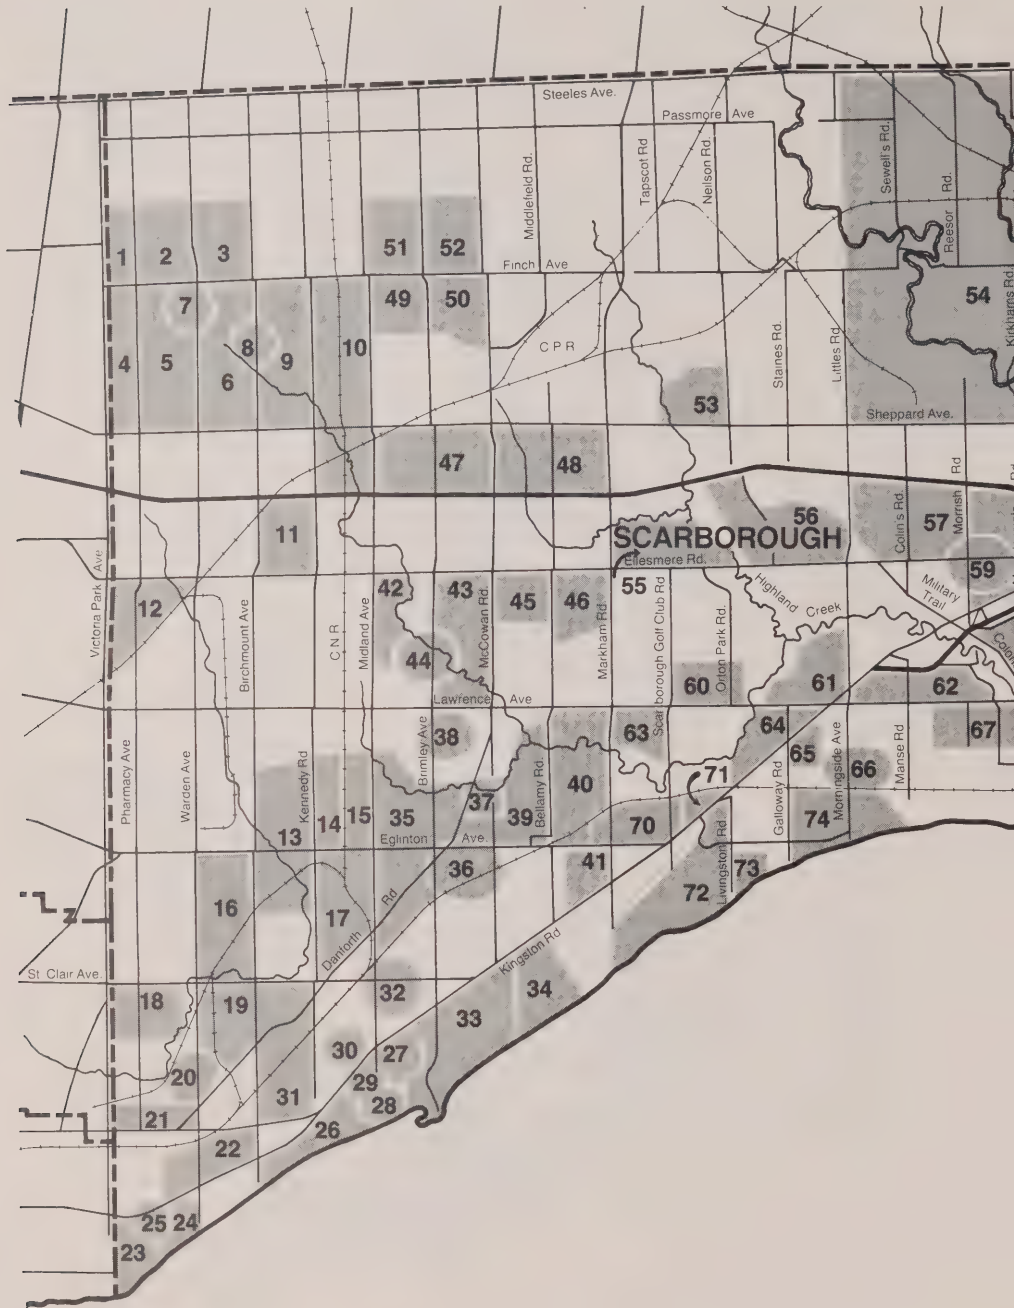 Steeles Ave.
Passmore Ave
Middlefield Rd.
Tapscot Rd
Neilson Rd.
Sewell's Rd.
Reesor Rd.
1
2
3
51
52
Finch Ave
7
49
50
54
Kirkhams Rd.
4
5
8
6
9
10
C P R
Staines Rd.
Littles Rd.
53
Sheppard Ave.
47
48
11
SCARBOROUGH
Ellesmere Rd.
56
Colin's Rd.
57
Morrish Rd
Rd
59
Victoria Park Ave
12
Birchmount Ave
C N R
Midland Ave
42
43
McCowan Rd.
45
46
Markham Rd.
55
Scarborough Golf Club Rd
Orton Park Rd.
Highland Creek
Military Trail
44
Lawrence Ave
60
61
62
Pharmacy Ave
Warden Ave
Kennedy Rd
Brimley Ave
38
Bellamy Rd.
63
64
65
Galloway Rd
Morningside Ave
66
Manse Rd
67
13
14
15
35
37
39
40
71
70
74
Eglinton Ave.
16
17
Danforth Rd
36
41
72
Livingston Rd
73
St Clair Ave.
Kingston Rd
18
19
32
33
34
20
30
27
29
31
28
21
22
26
25
24
23